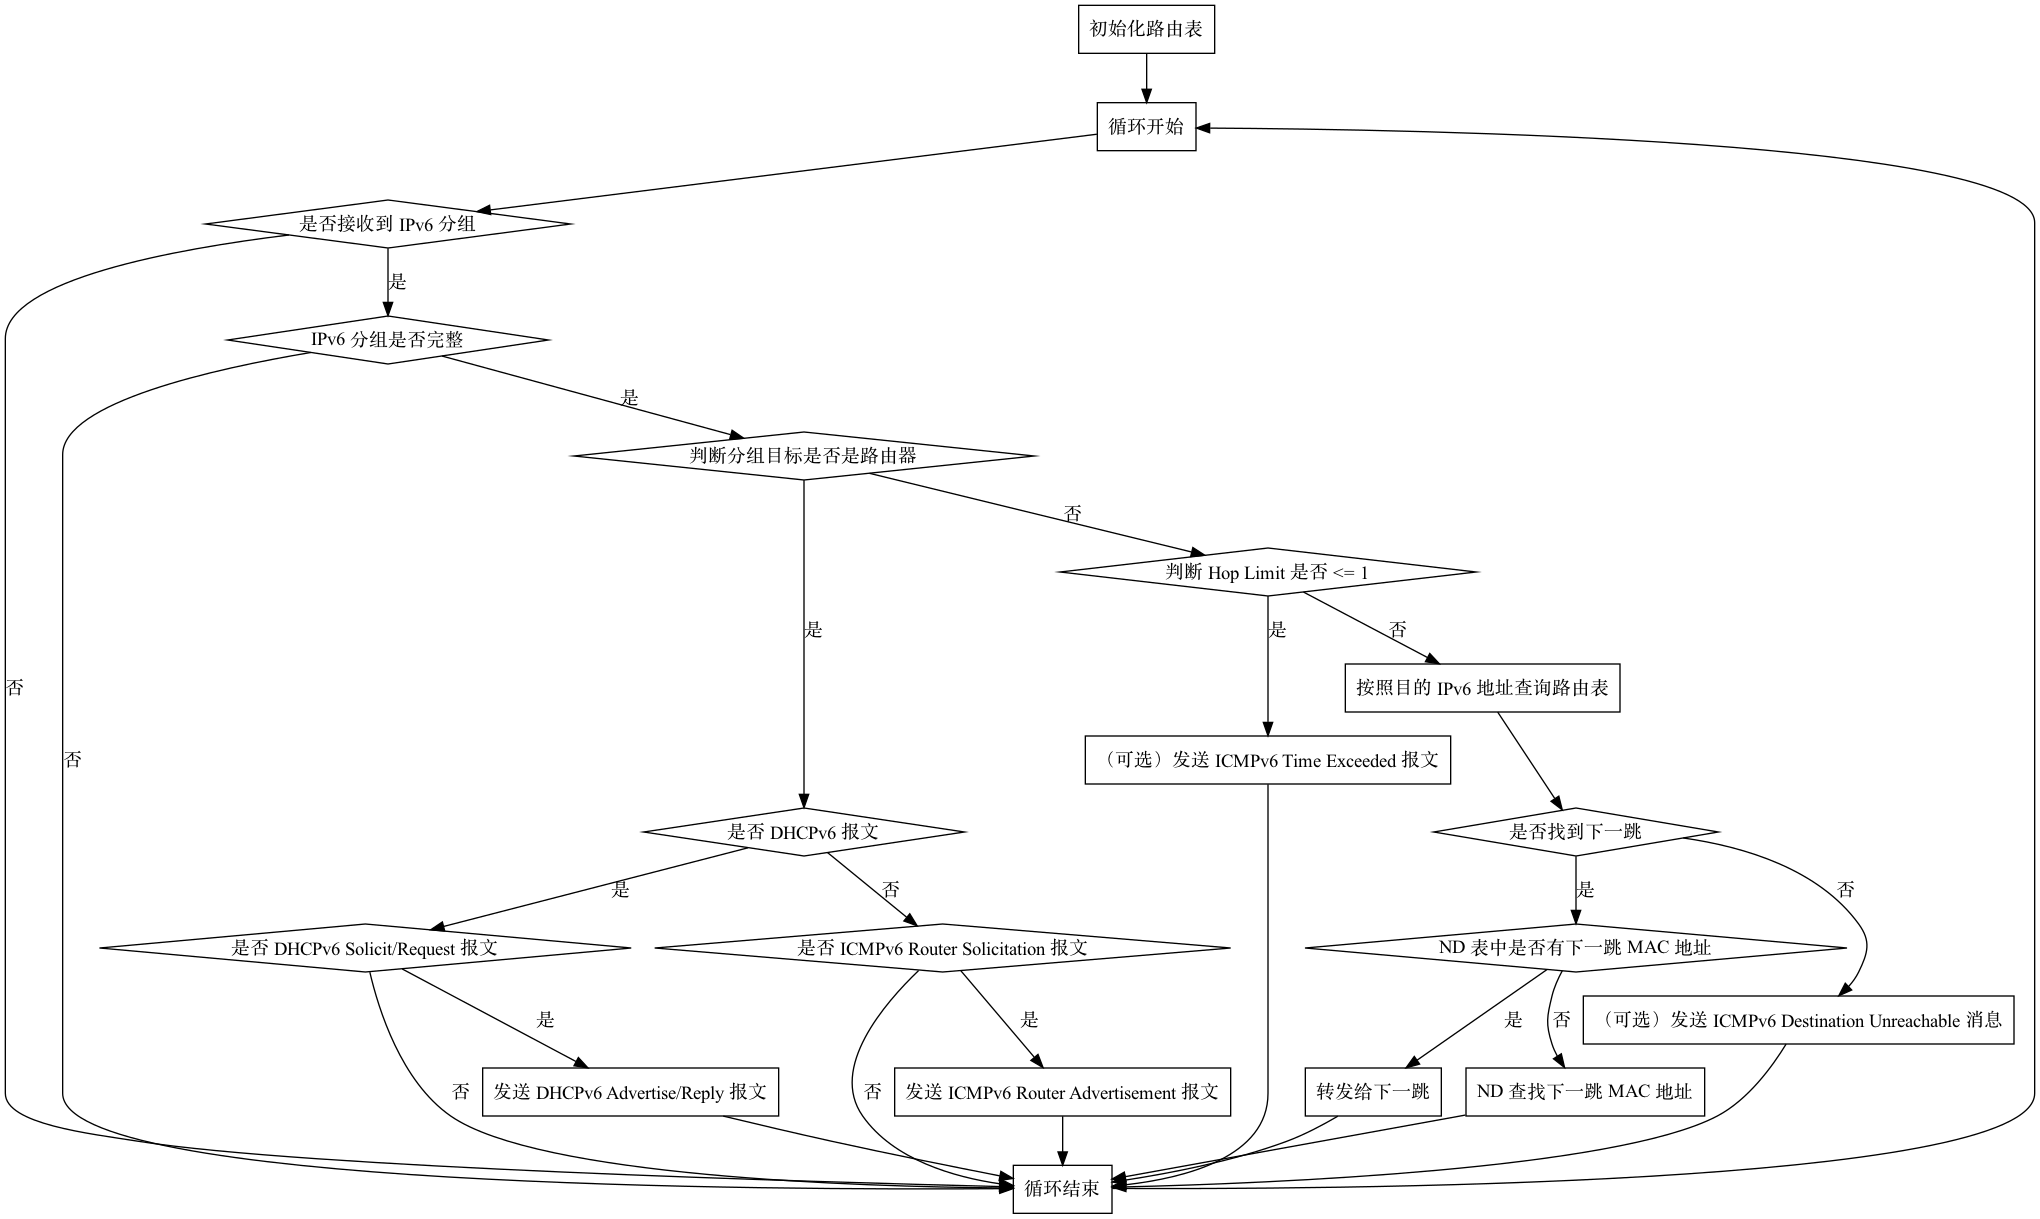 初始化路由表
循环开始
是否接收到 IPv6 分组
是
IPv6 分组是否完整
是
判断分组目标是否是路由器
否
判断 Hop Limit 是否 <= 1
是
是
否
否
按照目的 IPv6 地址查询路由表
否
（可选）发送 ICMPv6 Time Exceeded 报文
是否 DHCPv6 报文
是否找到下一跳
是
否
是
否
是否 DHCPv6 Solicit/Request 报文
是否 ICMPv6 Router Solicitation 报文
ND 表中是否有下一跳 MAC 地址
是
是
是
否
（可选）发送 ICMPv6 Destination Unreachable 消息
否
发送 DHCPv6 Advertise/Reply 报文
否
发送 ICMPv6 Router Advertisement 报文
转发给下一跳
ND 查找下一跳 MAC 地址
循环结束